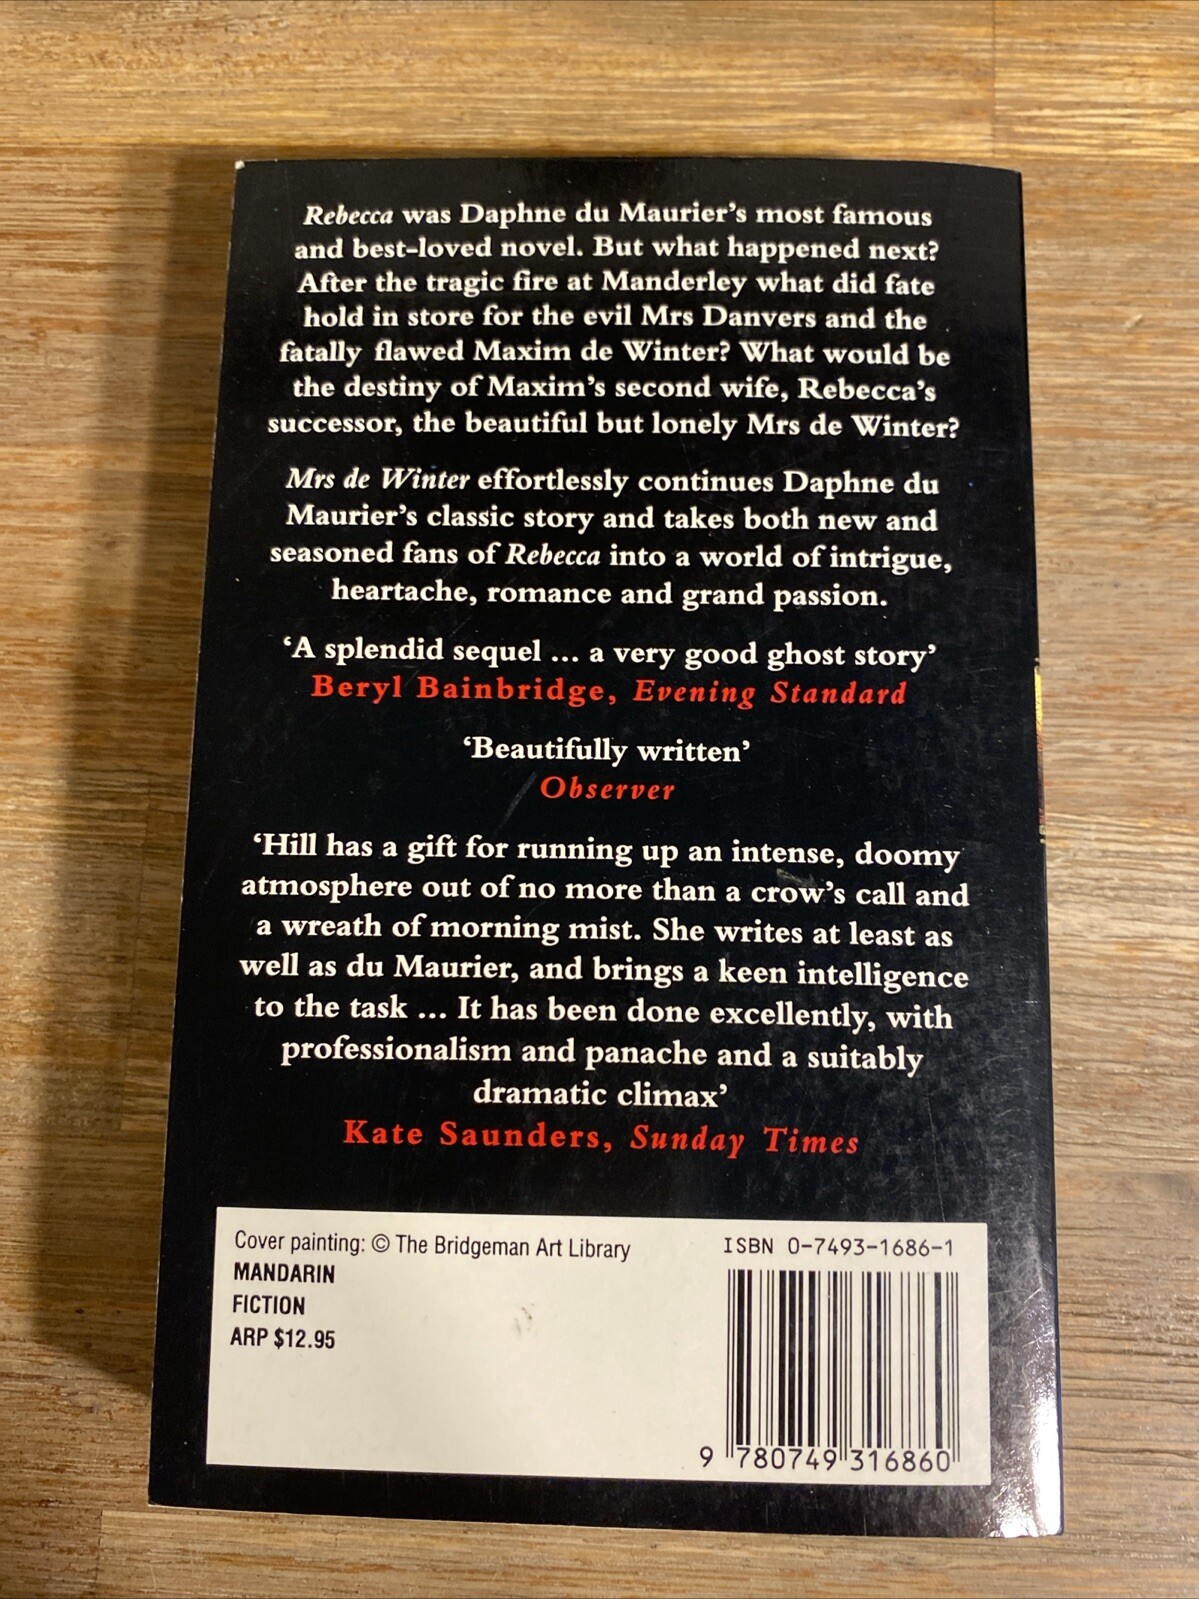 Rebecca was Daphne du Maurier's most famous
and best-loved novel. But what happened next?
After the tragic fire at Manderley what did fate
hold in store for the evil Mrs Danvers and the
fatally flawed Maxim de Winter? What would be
the destiny of Maxim's second wife, Rebecca's
successor, the beautiful but lonely Mrs de Winter?
Mrs de Winter effortlessly continues Daphne du
Maurier's classic story and takes both new and
seasoned fans of Rebecca into a world of intrigue,
heartache, romance and grand passion.
‘A splendid sequel ... a very good ghost story’
Beryl Bainbridge, Evening Standard
‘Beautifully written’
Observer
‘Hill has a gift for running up an intense, doomy
atmosphere out of no more than a crow's call and
a wreath of morning mist. She writes at least as
well as du Maurier, and brings a keen intelligence
to the task ... It has been done excellently, with
professionalism and panache and a suitably
dramatic climax’
Kate Saunders, Sunday Times
Cover painting: © The Bridgeman Art Library
MANDARIN
FICTION
ARP $12.95
ISBN 0-7493-1686-1
9 780749 316860